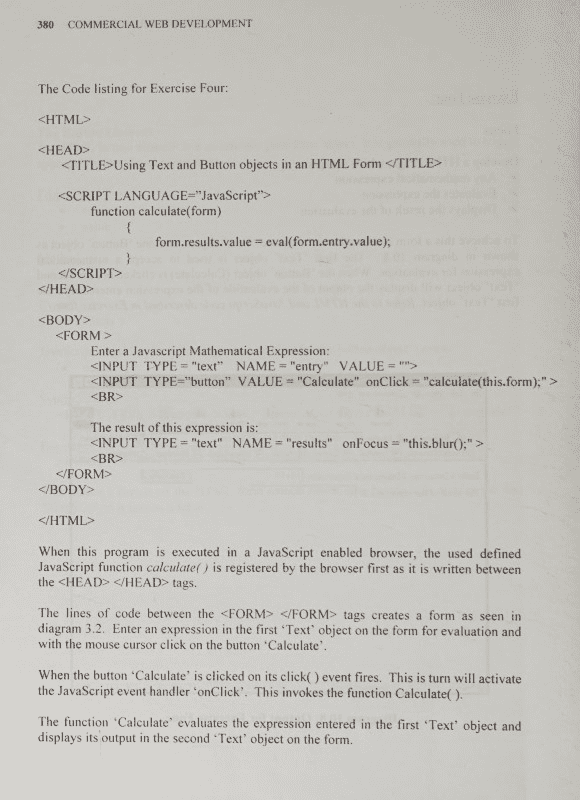 380 COMMERCIAL WEB DEVELOPMENT
The Code listing for Exercise Four:
<HTML>
<HEAD>
<TITLE>Using Text and Button objects in an HTML Form </TITLE>
<SCRIPT LANGUAGE="JavaScript">
function calculate(form)
{
form.results.value = eval(form.entry.value);
}
</SCRIPT>
</HEAD>
<BODY>
<FORM >
Enter a Javascript Mathematical Expression:
<INPUT TYPE = "text" NAME = "entry" VALUE = "">
<INPUT TYPE="button" VALUE = "Calculate" onClick = "calculate(this.form);" >
<BR>
The result of this expression is:
<INPUT TYPE = "text" NAME = "results" onFocus = "this.blur();" >
<BR>
</FORM>
</BODY>
</HTML>
When this program is executed in a JavaScript enabled browser, the used defined
JavaScript function calculate( ) is registered by the browser first as it is written between
the <HEAD> </HEAD> tags.
The lines of code between the <FORM> </FORM> tags creates a form as seen in
diagram 3.2. Enter an expression in the first 'Text' object on the form for evaluation and
with the mouse cursor click on the button 'Calculate'.
When the button 'Calculate' is clicked on its click( ) event fires. This is turn will activate
the JavaScript event handler 'onClick'. This invokes the function Calculate( ).
The function 'Calculate' evaluates the expression entered in the first 'Text' object and
displays its output in the second 'Text' object on the form.